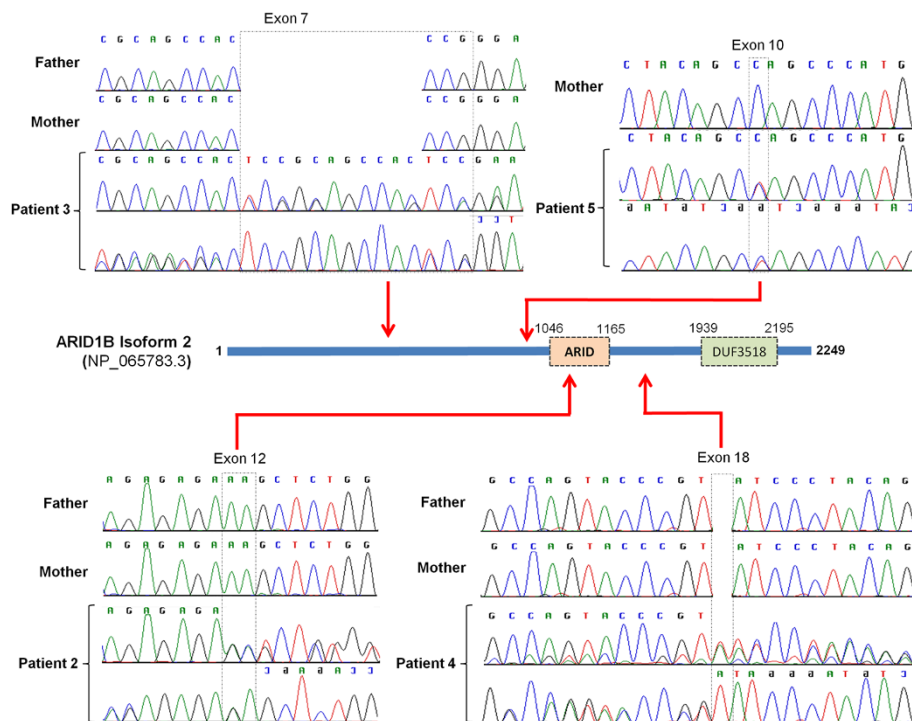 Exon 7
C G C A G C C A C C C G G G A
Father
C G C A G C C A C C C G G G A
Mother
C G C A G C C A C T C C G C A G C C A C T C C G A A
Patient 3
Exon 10
C T A C A G C C A G C C C A T G
Mother
C T A C A G C C A G C C C A T G
Patient 5
ARID1B Isoform 2
(NP_065783.3)
1
1046 1165 1939 2195
ARID
DUF3518
2249
Exon 12
A G A G A G A A A G C T C T G G
Father
A G A G A G A A A G C T C T G G
Mother
A G A G A G A
Patient 2
Exon 18
G C C A G T A C C C G T A T C C C T A C A G
Father
G C C A G T A C C C G T A T C C C T A C A G
Mother
G C C A G T A C C C G T
Patient 4